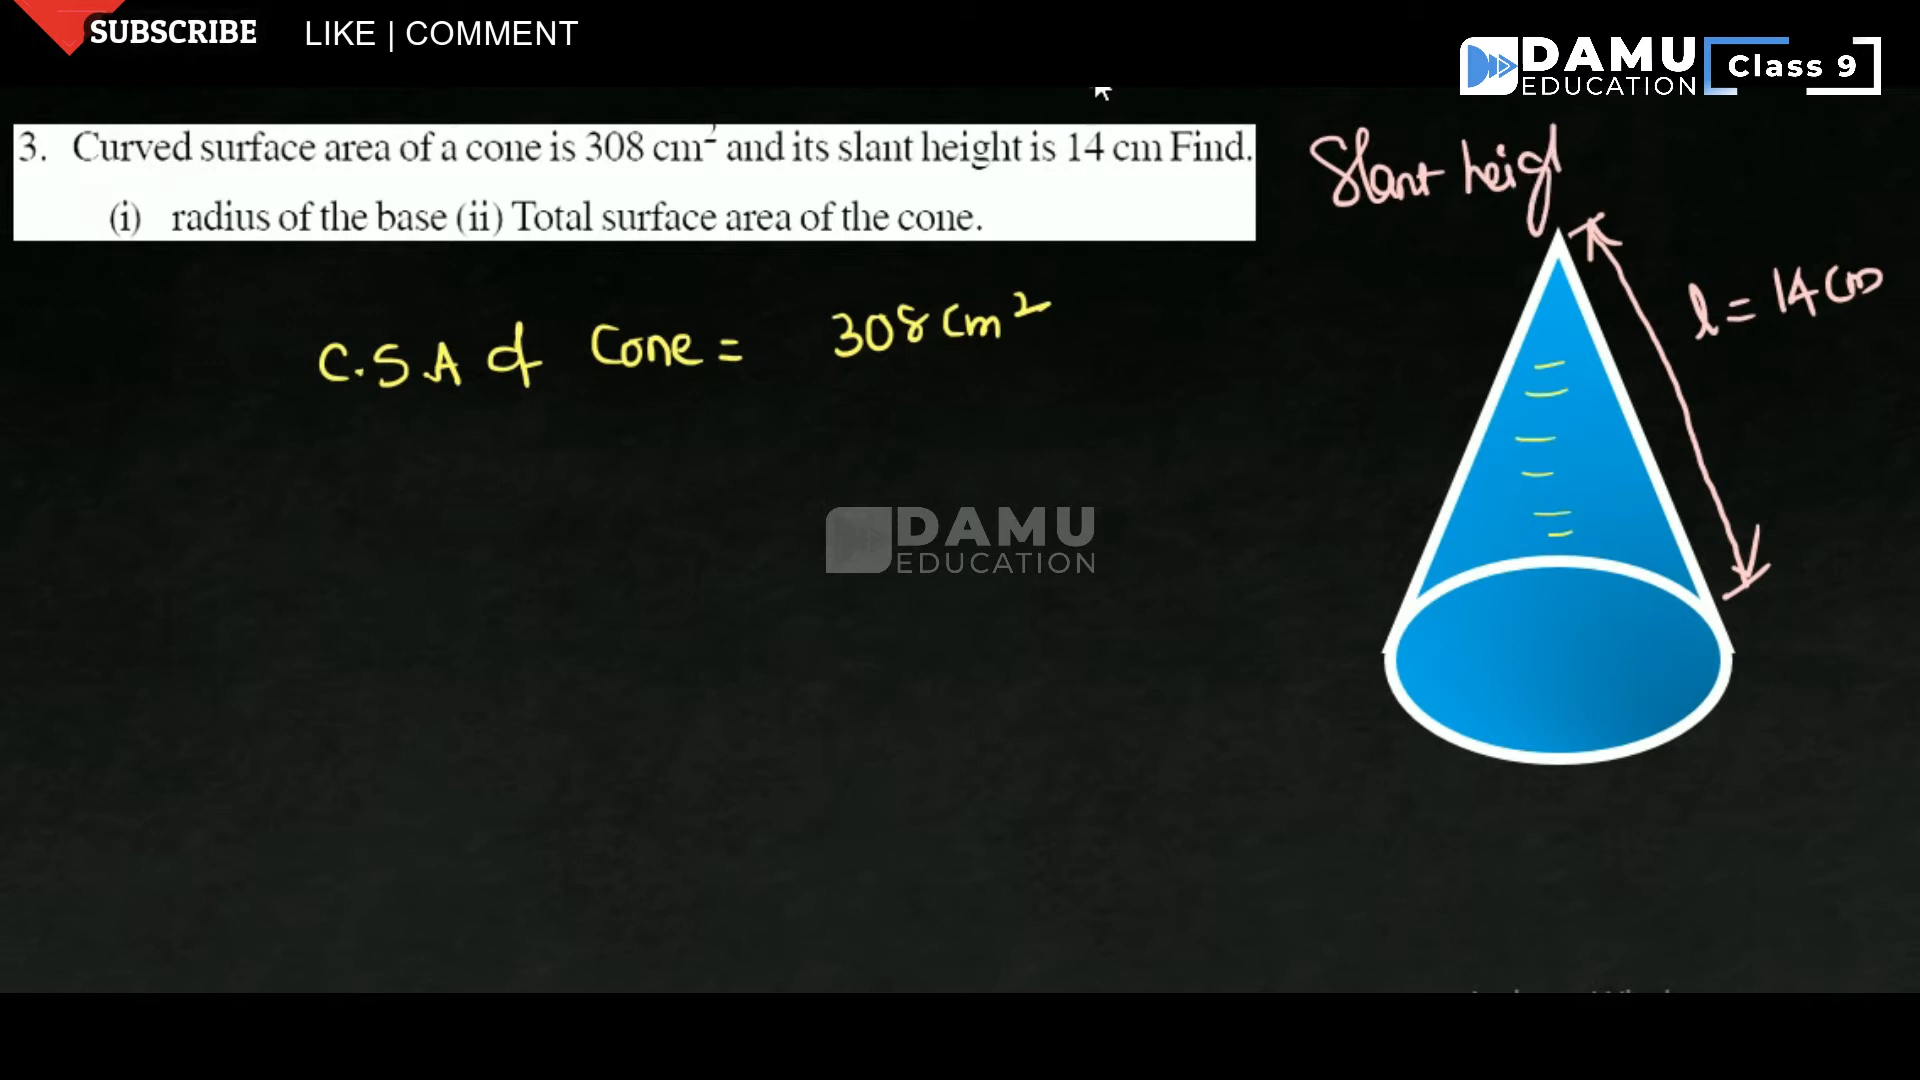 SUBSCRIBE LIKE | COMMENT
DAMU EDUCATION Class 9
3. Curved surface area of a cone is 308 cm² and its slant height is 14 cm Find.
(i) radius of the base (ii) Total surface area of the cone.
Slant heigh
l = 14 cm
C.S.A of Cone = 308 cm²
DAMU
EDUCATION